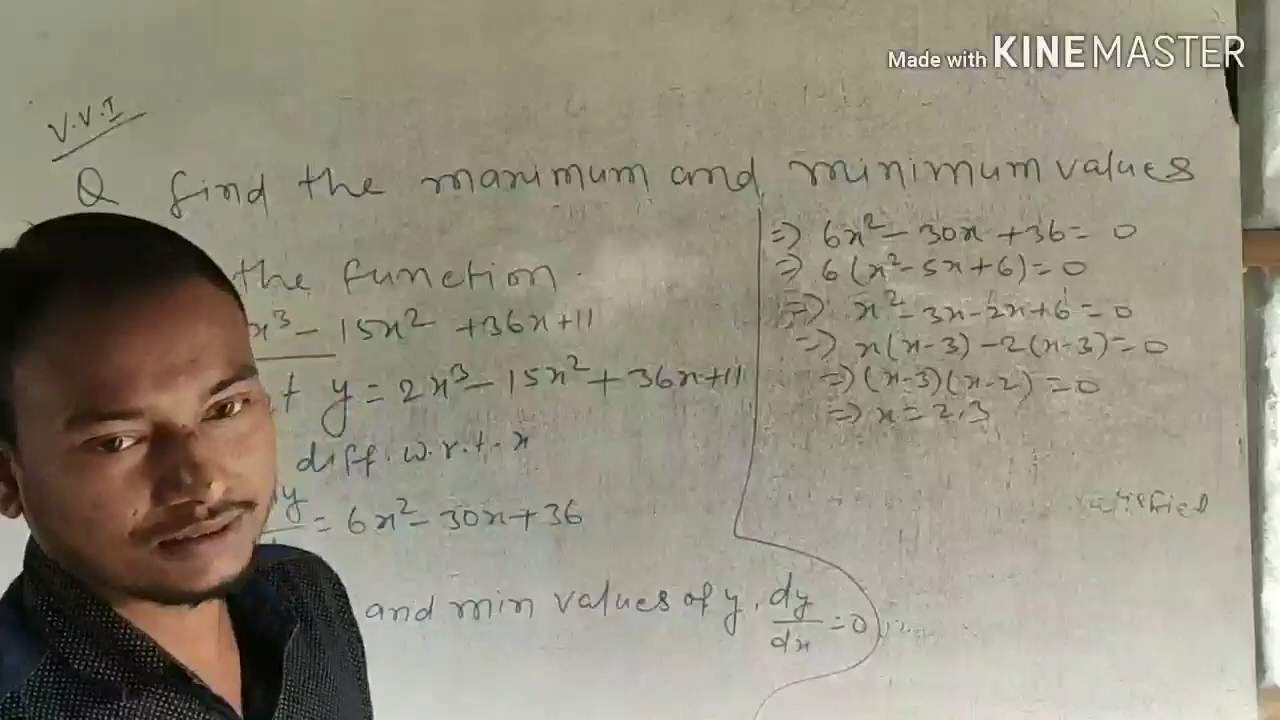 Made with KINEMASTER
V.V.I
Q find the maximum and minimum values
the function.
x³ - 15x² + 36x + 11
y = 2x³ - 15x² + 36x + 11
diff. w.r.t. x
= 6x² - 30x + 36
and min values of y, dy/dx = 0
⇒ 6x² - 30x + 36 = 0
⇒ 6(x² - 5x + 6) = 0
⇒ x² - 3x - 2x + 6 = 0
⇒ x(x-3) - 2(x-3) = 0
⇒ (x-3)(x-2) = 0
⇒ x = 2,3